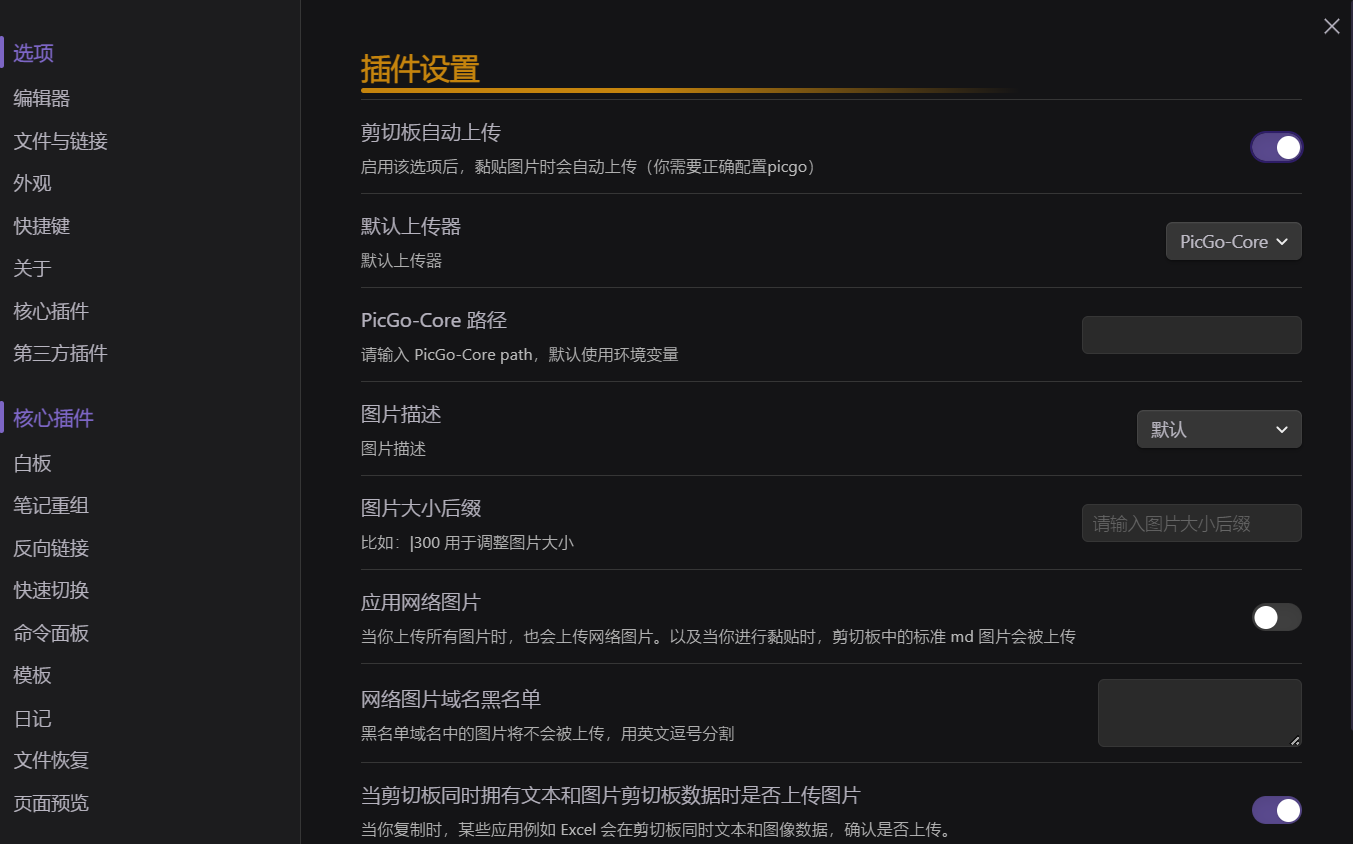 选项
编辑器
文件与链接
外观
快捷键
关于
核心插件
第三方插件
核心插件
白板
笔记重组
反向链接
快速切换
命令面板
模板
日记
文件恢复
页面预览
插件设置
剪切板自动上传
启用该选项后，黏贴图片时会自动上传（你需要正确配置picgo）
默认上传器
默认上传器
PicGo-Core
PicGo-Core 路径
请输入 PicGo-Core path，默认使用环境变量
图片描述
图片描述
默认
图片大小后缀
比如：|300 用于调整图片大小
请输入图片大小后缀
应用网络图片
当你上传所有图片时，也会上传网络图片。以及当你进行黏贴时，剪切板中的标准 md 图片会被上传
网络图片域名黑名单
黑名单域名中的图片将不会被上传，用英文逗号分割
当剪切板同时拥有文本和图片剪切板数据时是否上传图片
当你复制时，某些应用例如 Excel 会在剪切板同时文本和图像数据，确认是否上传。